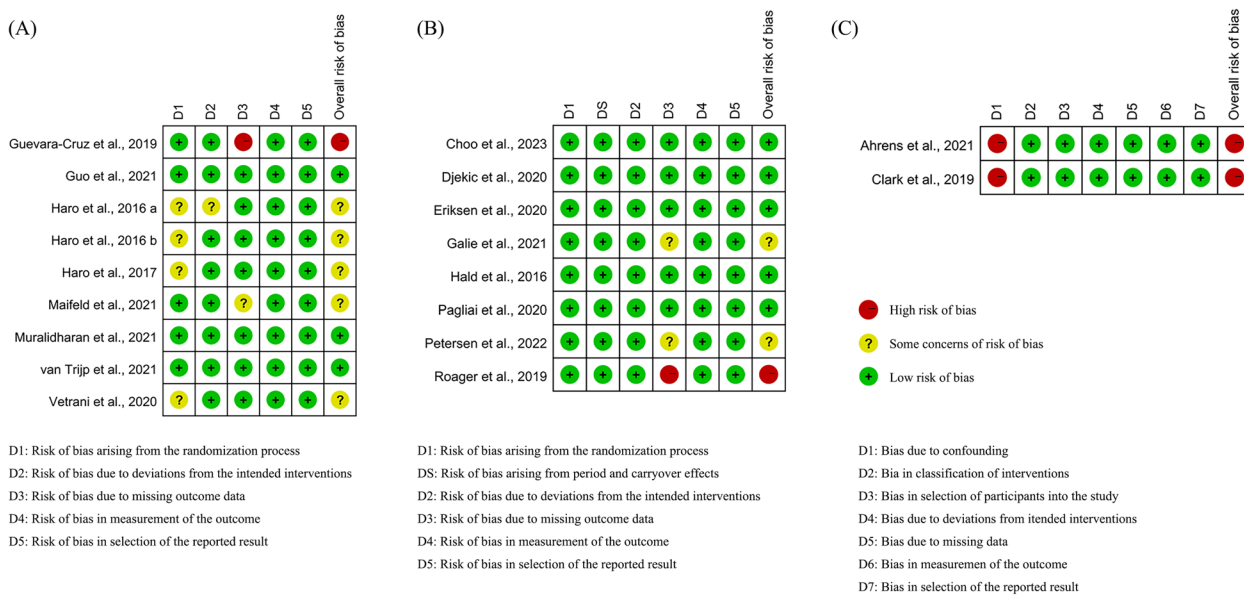 (A)
D1 D2 D3 D4 D5 Overall risk of bias
Guevara-Cruz et al., 2019 + + - + + -
Guo et al., 2021 + + + + + +
Haro et al., 2016 a ? ? + + + ?
Haro et al., 2016 b ? + + + + ?
Haro et al., 2017 ? + + + + ?
Maifeld et al., 2021 + + ? + + ?
Muralidharan et al., 2021 + + + + + +
van Trijp et al., 2021 + + + + + +
Vetrani et al., 2020 ? + + + + ?
D1: Risk of bias arising from the randomization process
D2: Risk of bias due to deviations from the intended interventions
D3: Risk of bias due to missing outcome data
D4: Risk of bias in measurement of the outcome
D5: Risk of bias in selection of the reported result
(B)
D1 DS D2 D3 D4 D5 Overall risk of bias
Choo et al., 2023 + + + + + + +
Djekic et al., 2020 + + + + + + +
Eriksen et al., 2020 + + + + + + +
Galie et al., 2021 + + + ? + + ?
Hald et al., 2016 + + + + + + +
Pagliai et al., 2020 + + + + + + +
Petersen et al., 2022 + + + ? + + ?
Roager et al., 2019 + + + - + + -
D1: Risk of bias arising from the randomization process
DS: Risk of bias arising from period and carryover effects
D2: Risk of bias due to deviations from the intended interventions
D3: Risk of bias due to missing outcome data
D4: Risk of bias in measurement of the outcome
D5: Risk of bias in selection of the reported result
(C)
D1 D2 D3 D4 D5 D6 D7 Overall risk of bias
Ahrens et al., 2021 - + + + + + + -
Clark et al., 2019 - + + + + + + -
- High risk of bias
? Some concerns of risk of bias
+ Low risk of bias
D1: Bias due to confounding
D2: Bia in classification of interventions
D3: Bias in selection of participants into the study
D4: Bias due to deviations from itended interventions
D5: Bias due to missing data
D6: Bias in measuremen of the outcome
D7: Bias in selection of the reported result